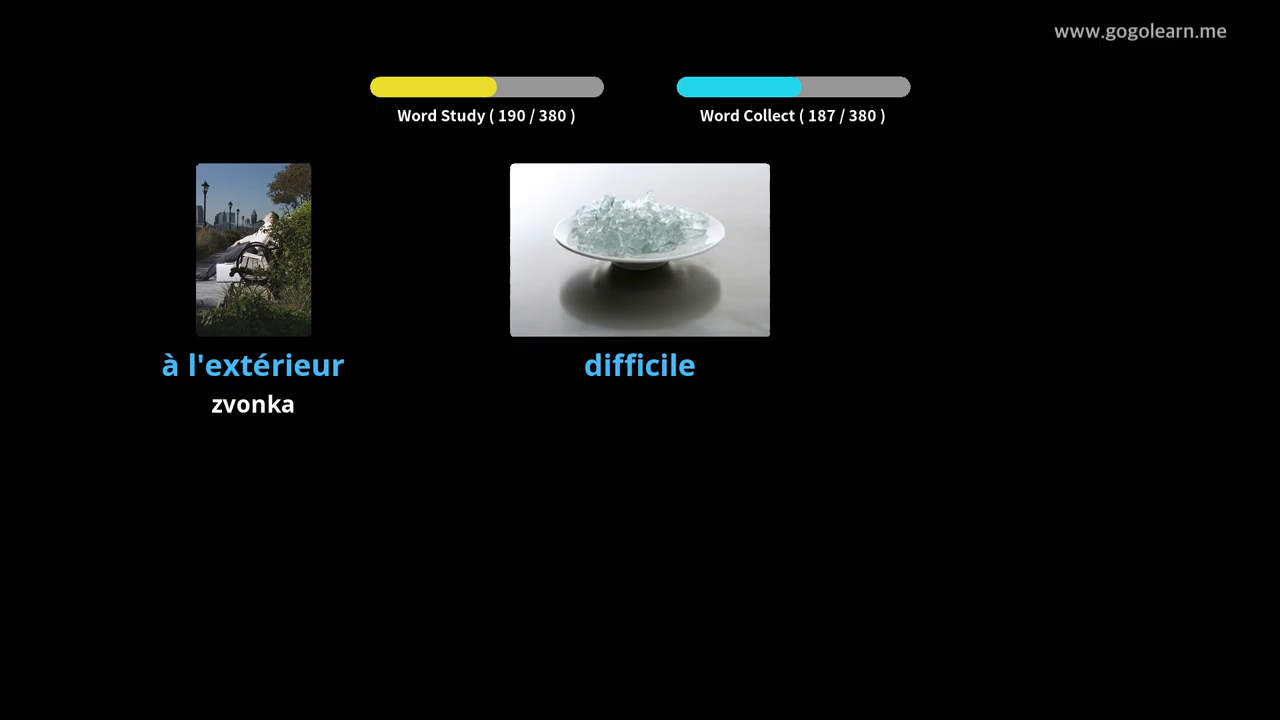 www.gogolearn.me
Word Study ( 190 / 380 )
Word Collect ( 187 / 380 )
à l'extérieur
zvonka
difficile